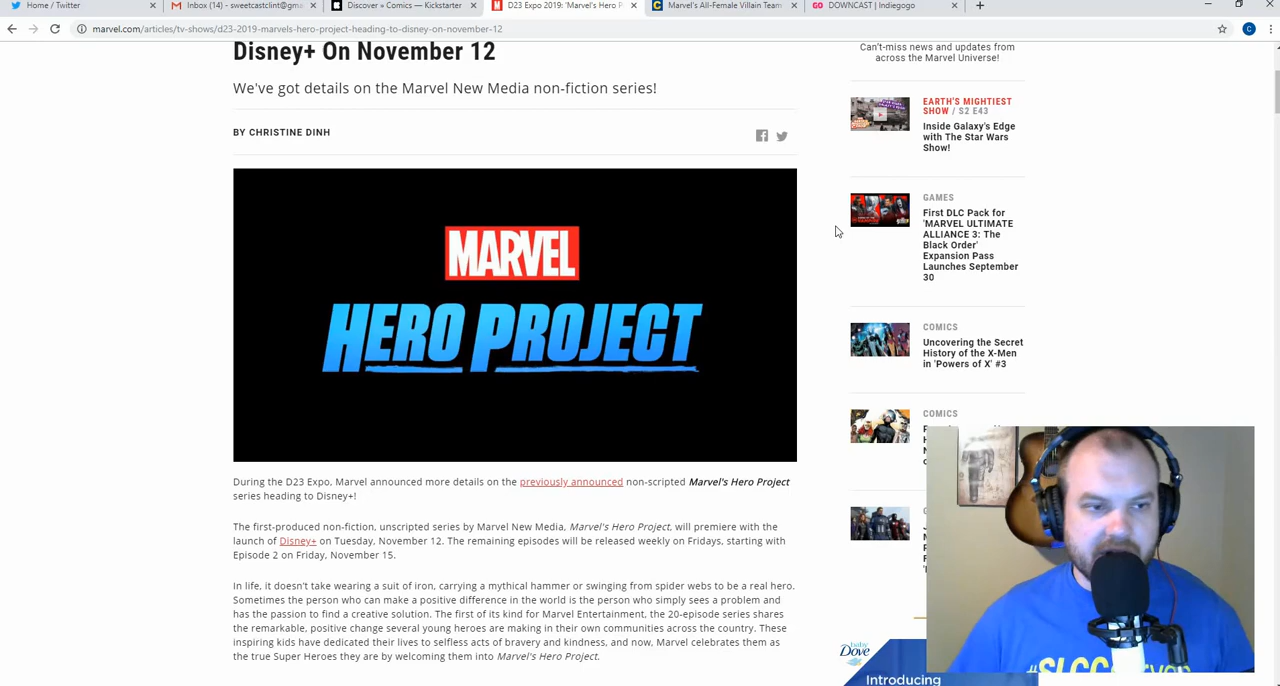 Home / Twitter
Inbox (14) - sweetcastclint@gma
Discover » Comics — Kickstarter
D23 Expo 2019: 'Marvel's Hero P
Marvel's All-Female Villain Team
DOWNCAST | Indiegogo
marvel.com/articles/tv-shows/d23-2019-marvels-hero-project-heading-to-disney-on-november-12
C
Disney+ On November 12
We've got details on the Marvel New Media non-fiction series!
BY CHRISTINE DINH
MARVEL
HERO PROJECT
During the D23 Expo, Marvel announced more details on the previously announced non-scripted Marvel's Hero Project
series heading to Disney+!
The first-produced non-fiction, unscripted series by Marvel New Media, Marvel's Hero Project, will premiere with the
launch of Disney+ on Tuesday, November 12. The remaining episodes will be released weekly on Fridays, starting with
Episode 2 on Friday, November 15.
In life, it doesn't take wearing a suit of iron, carrying a mythical hammer or swinging from spider webs to be a real hero.
Sometimes the person who can make a positive difference in the world is the person who simply sees a problem and
has the passion to find a creative solution. The first of its kind for Marvel Entertainment, the 20-episode series shares
the remarkable, positive change several young heroes are making in their own communities across the country. These
inspiring kids have dedicated their lives to selfless acts of bravery and kindness, and now, Marvel celebrates them as
the true Super Heroes they are by welcoming them into Marvel's Hero Project.
Can't-miss news and updates from
across the Marvel Universe!
EARTH'S MIGHTIEST
SHOW / S2 E43
Inside Galaxy's Edge
with The Star Wars
Show!
GAMES
First DLC Pack for
'MARVEL ULTIMATE
ALLIANCE 3: The
Black Order'
Expansion Pass
Launches September
30
COMICS
Uncovering the Secret
History of the X-Men
in 'Powers of X' #3
COMICS
baby
Dove
Introducing